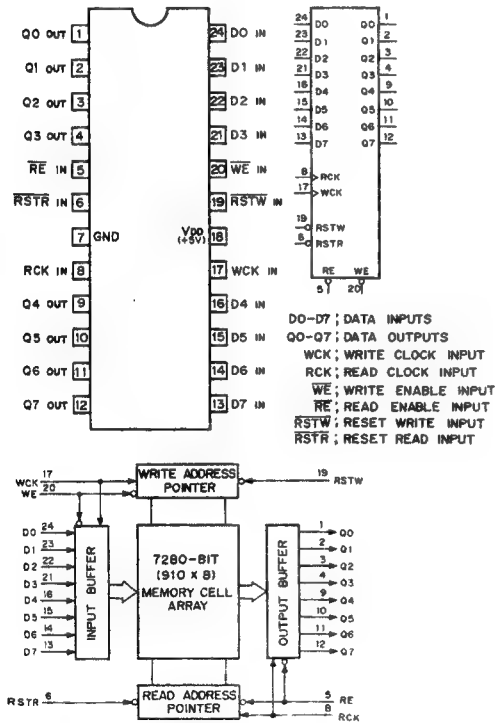 Q0 OUT 1 24 D0 IN
Q1 OUT 2 23 D1 IN
Q2 OUT 3 22 D2 IN
Q3 OUT 4 21 D3 IN
RE IN 5 20 WE IN
RSTR IN 6 19 RSTW IN
7 GND VDD (+5V) 18
RCK IN 8 17 WCK IN
Q4 OUT 9 16 D4 IN
Q5 OUT 10 15 D5 IN
Q6 OUT 11 14 D6 IN
Q7 OUT 12 13 D7 IN
24 D0 Q0 1
23 D1 Q1 2
22 D2 Q2 3
21 D3 Q3 4
16 D4 Q4 9
15 D5 Q5 10
14 D6 Q6 11
13 D7 Q7 12
8 RCK
17 WCK
19 RSTW
6 RSTR
RE WE
5 20
D0-D7; DATA INPUTS
Q0-Q7; DATA OUTPUTS
WCK; WRITE CLOCK INPUT
RCK; READ CLOCK INPUT
WE; WRITE ENABLE INPUT
RE; READ ENABLE INPUT
RSTW; RESET WRITE INPUT
RSTR; RESET READ INPUT
WCK 17
WE 20
WRITE ADDRESS
POINTER
19 RSTW
D0 24
D1 23
D2 22
D3 21
D4 16
D5 15
D6 14
D7 13
INPUT BUFFER
7280-BIT
(910 X 8)
MEMORY CELL
ARRAY
OUTPUT BUFFER
1 Q0
2 Q1
3 Q2
4 Q3
9 Q4
10 Q5
11 Q6
12 Q7
RSTR 6
READ ADDRESS
POINTER
5 RE
8 RCK